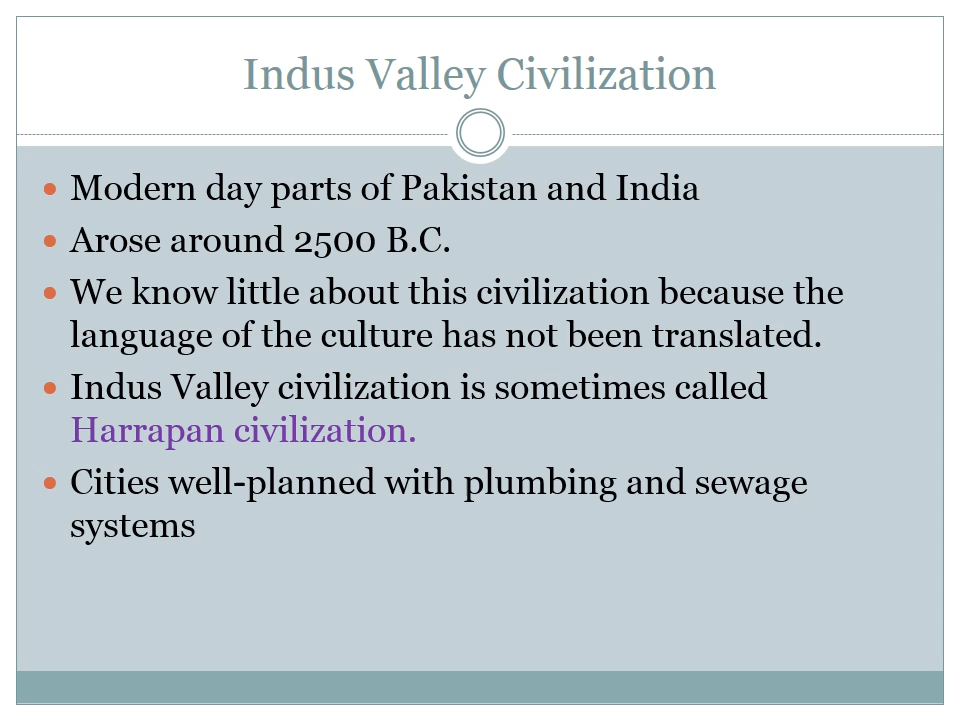 Indus Valley Civilization
• Modern day parts of Pakistan and India
• Arose around 2500 B.C.
• We know little about this civilization because the
language of the culture has not been translated.
• Indus Valley civilization is sometimes called
Harrapan civilization.
• Cities well-planned with plumbing and sewage
systems